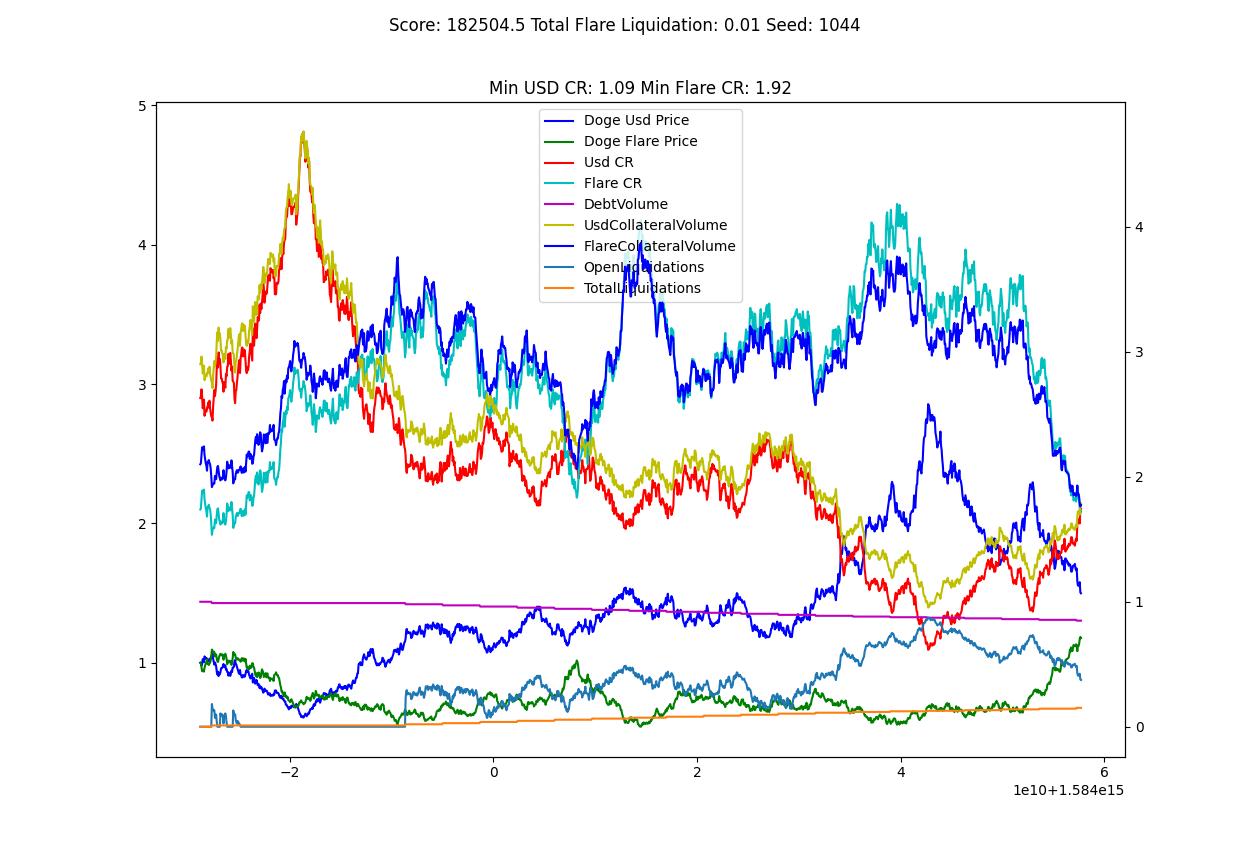 Score: 182504.5 Total Flare Liquidation: 0.01 Seed: 1044
Min USD CR: 1.09 Min Flare CR: 1.92
Doge Usd Price
Doge Flare Price
Usd CR
Flare CR
DebtVolume
UsdCollateralVolume
FlareCollateralVolume
OpenLiquidations
TotalLiquidations
5
4
3
2
1
4
3
2
1
0
−2
0
2
4
6
1e10+1.584e15